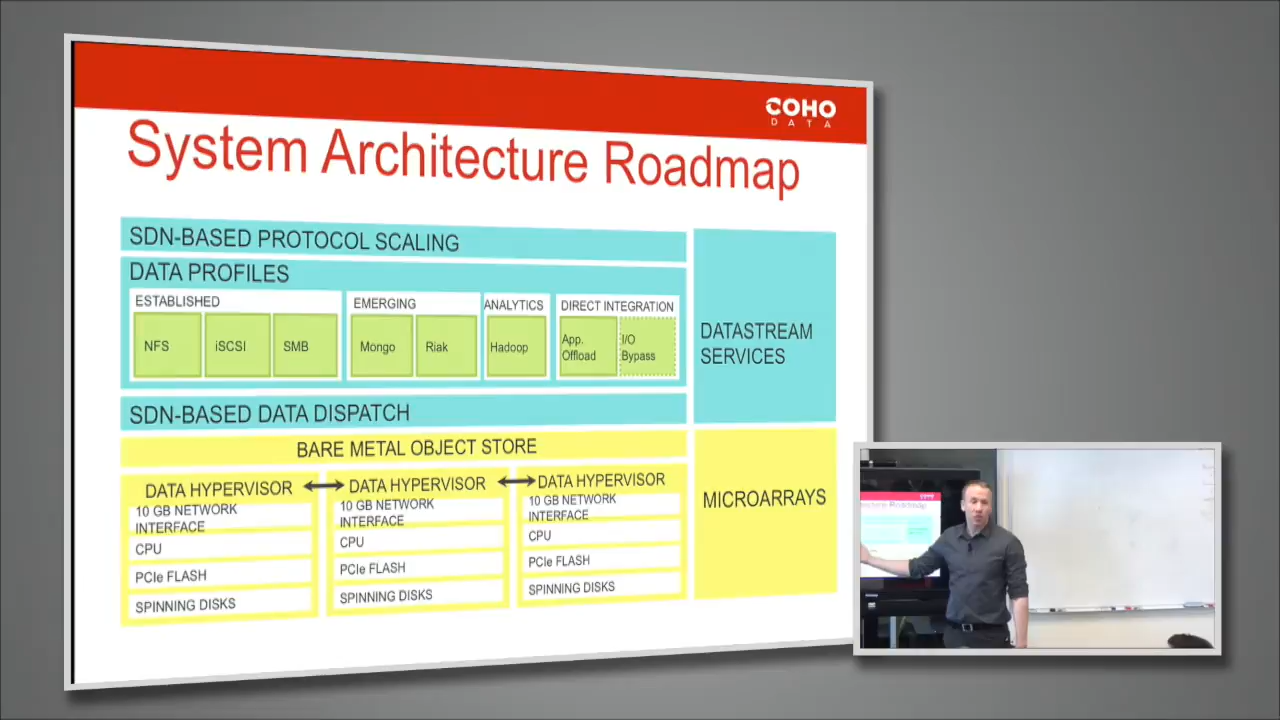 COHO
DATA
System Architecture Roadmap
SDN-BASED PROTOCOL SCALING
DATA PROFILES
ESTABLISHED
NFS
iSCSI
SMB
EMERGING
Mongo
Riak
ANALYTICS
Hadoop
DIRECT INTEGRATION
App.
Offload
I/O
Bypass
SDN-BASED DATA DISPATCH
DATASTREAM
SERVICES
BARE METAL OBJECT STORE
DATA HYPERVISOR
10 GB NETWORK
INTERFACE
CPU
PCIe FLASH
SPINNING DISKS
DATA HYPERVISOR
10 GB NETWORK
INTERFACE
CPU
PCIe FLASH
SPINNING DISKS
DATA HYPERVISOR
10 GB NETWORK
INTERFACE
CPU
PCIe FLASH
SPINNING DISKS
MICROARRAYS
COHO
ecture Roadmap